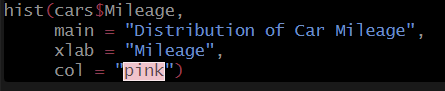 hist(cars$Mileage,
main = "Distribution of Car Mileage",
xlab = "Mileage",
col = "pink")